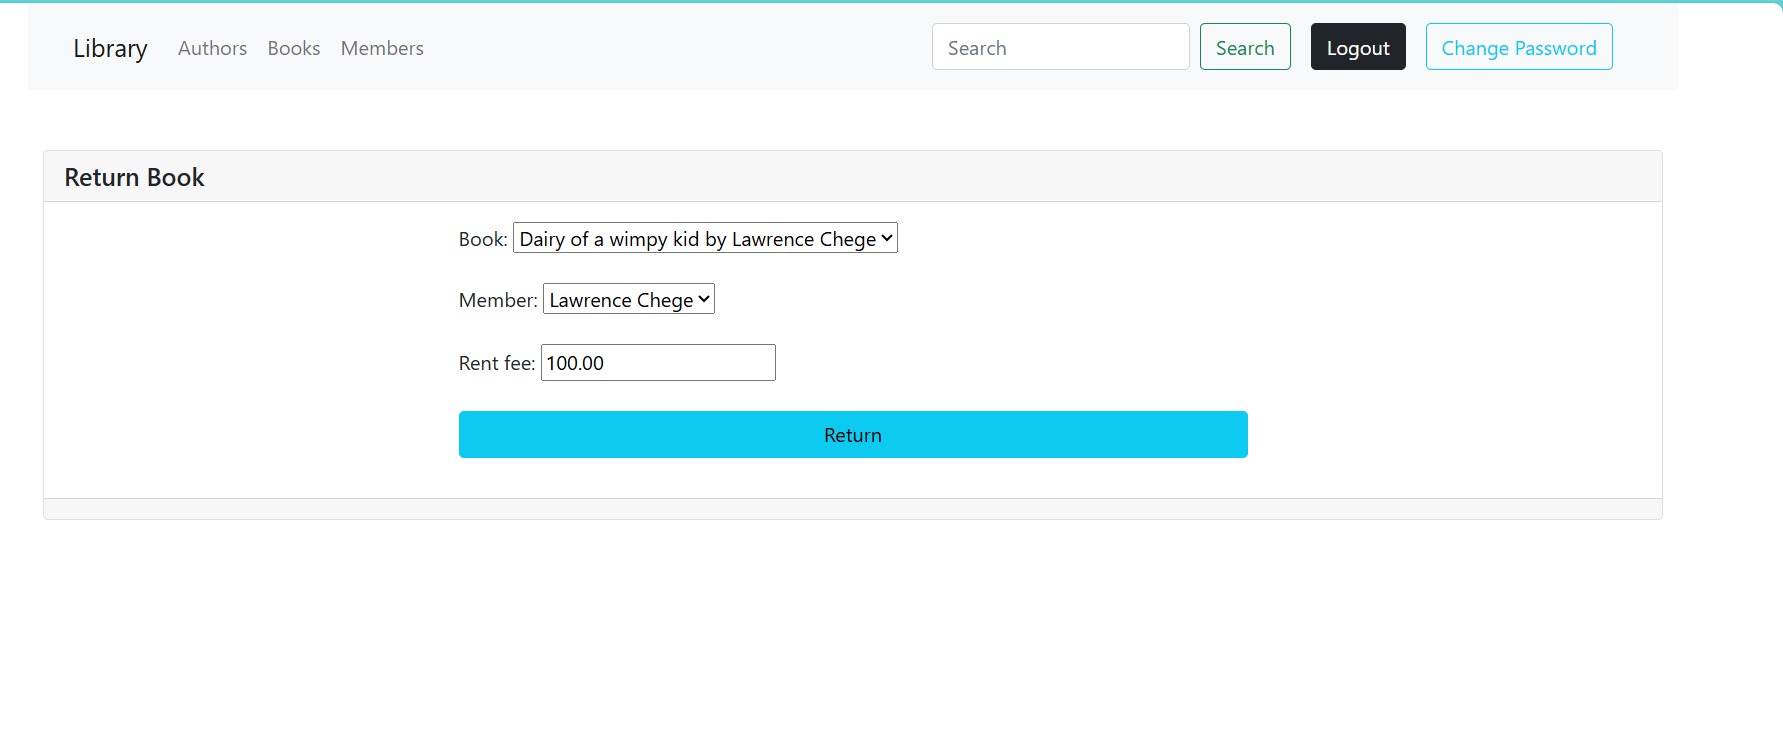 Library Authors Books Members Search Search Logout Change Password
Return Book
Book: Dairy of a wimpy kid by Lawrence Chege
Member: Lawrence Chege
Rent fee: 100.00
Return